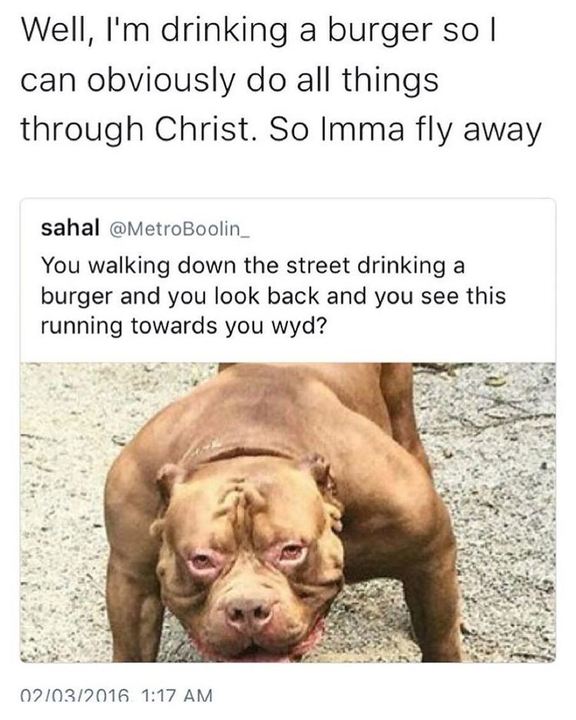 Well, I'm drinking a burger so I
can obviously do all things
through Christ. So Imma fly away
sahal @MetroBoolin_
You walking down the street drinking a
burger and you look back and you see this
running towards you wyd?
02/03/2016 1:17 AM